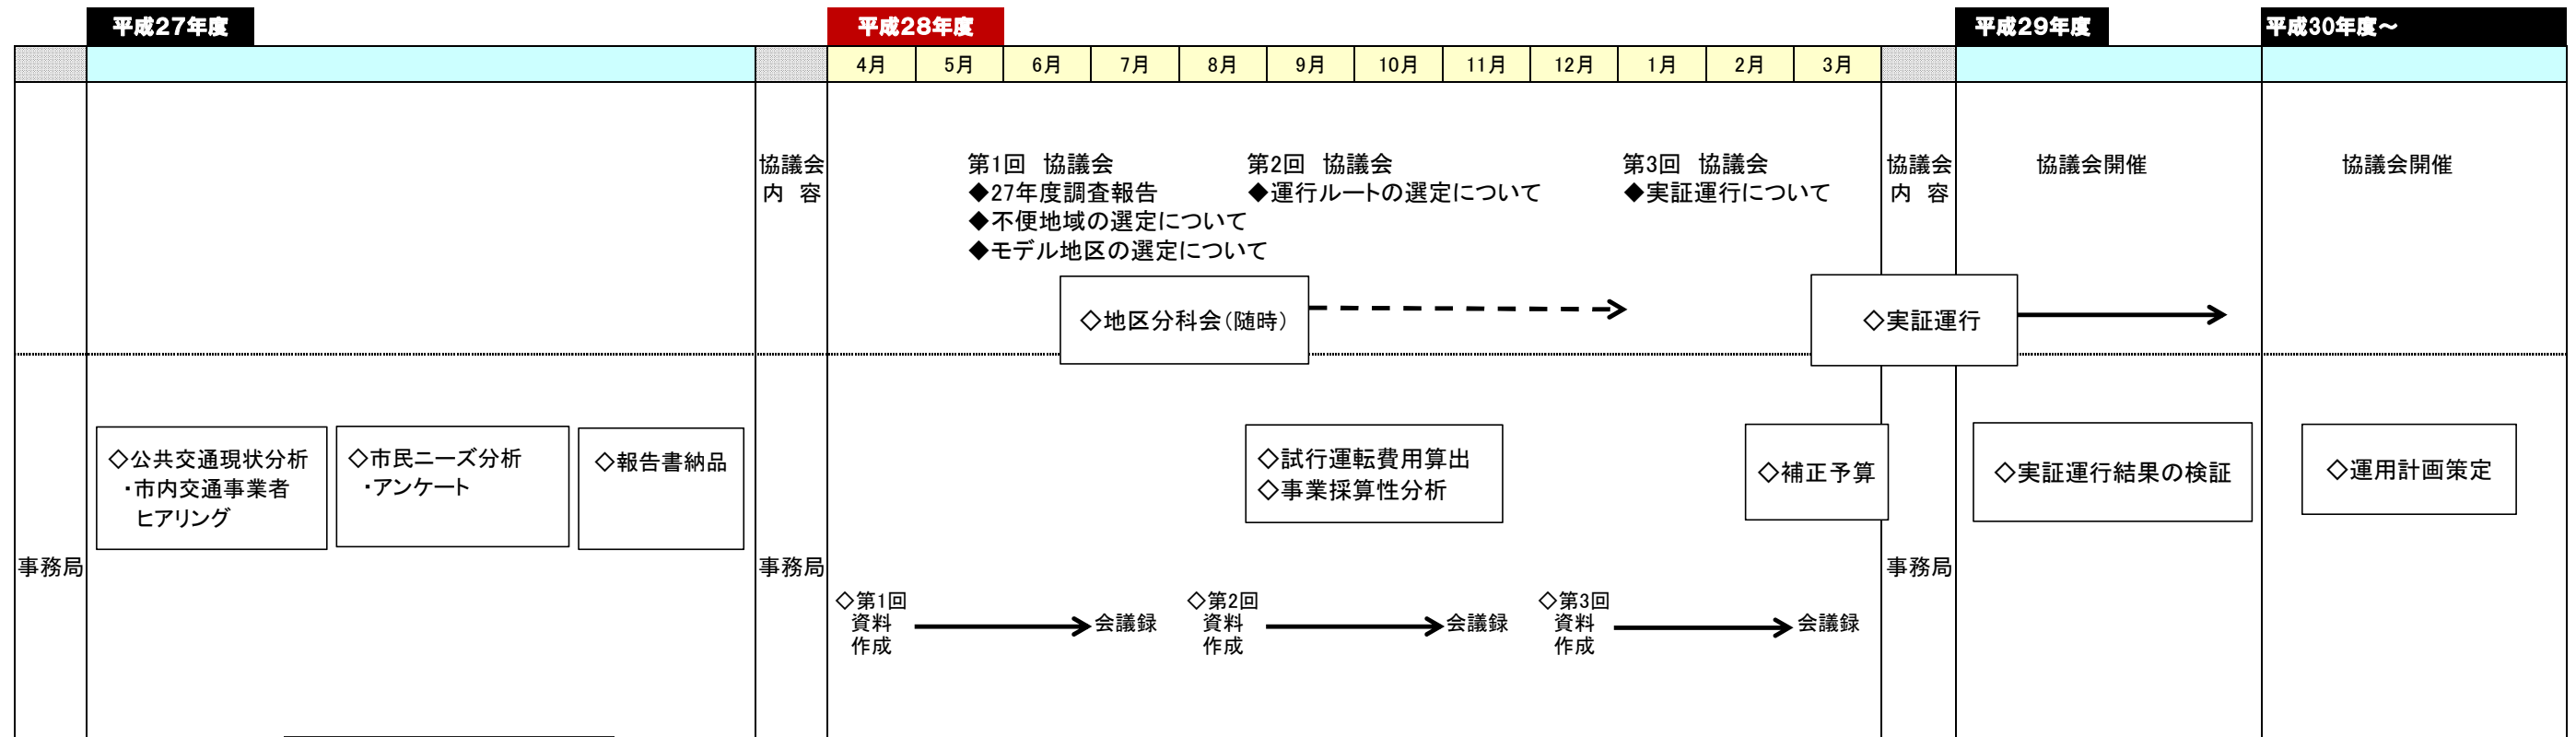 平成27年度
平成28年度
平成29年度
平成30年度～
4月 5月 6月 7月 8月 9月 10月 11月 12月 1月 2月 3月
協議会
内 容
第1回 協議会
◆27年度調査報告
◆不便地域の選定について
◆モデル地区の選定について
第2回 協議会
◆運行ルートの選定について
第3回 協議会
◆実証運行について
協議会
内 容
協議会開催
協議会開催
◇地区分科会(随時)
◇実証運行
事務局
◇公共交通現状分析
・市内交通事業者
ヒアリング
◇市民ニーズ分析
・アンケート
◇報告書納品
事務局
◇試行運転費用算出
◇事業採算性分析
◇補正予算
事務局
◇実証運行結果の検証
◇運用計画策定
◇第1回
資料
作成
会議録
◇第2回
資料
作成
会議録
◇第3回
資料
作成
会議録